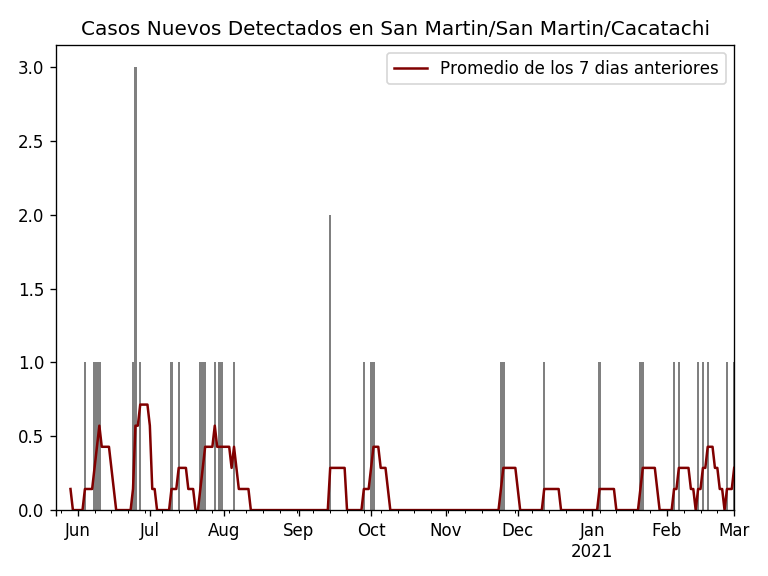 Casos Nuevos Detectados en San Martin/San Martin/Cacatachi
Promedio de los 7 dias anteriores
3.0
2.5
2.0
1.5
1.0
0.5
0.0
Jun Jul Aug Sep Oct Nov Dec Jan Feb Mar
2021